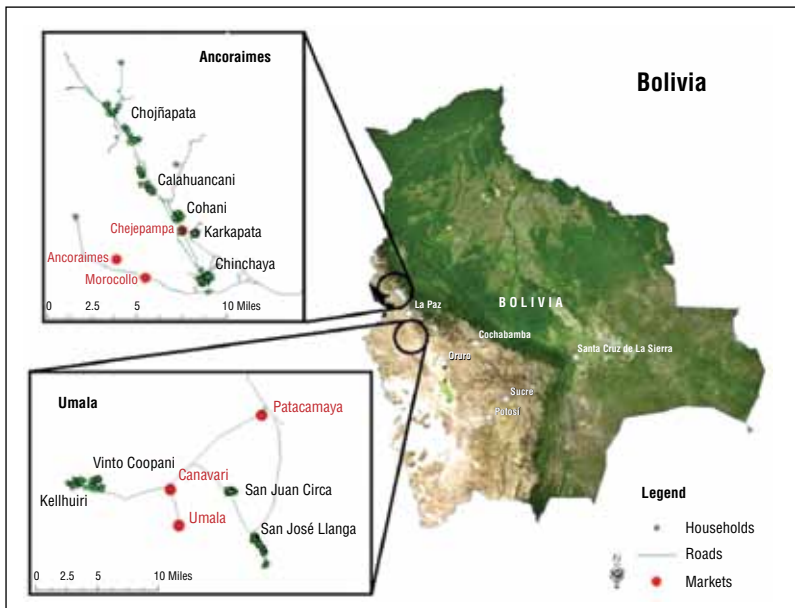 Ancoraimes
Chojñapata
Calahuancani
Cohani
Chejepampa
Karkapata
Ancoraimes
Chinchaya
Morocollo
0 2.5 5 10 Miles
Bolivia
La Paz
BOLIVIA
Cochabamba
Santa Cruz de La Sierra
Oruro
Sucre
Potosi
Umala
Patacamaya
Vinto Coopani
Canavari
Kellhuiri
San Juan Circa
Umala
San José Llanga
0 2.5 5 10 Miles
Legend
Households
N
Roads
Markets